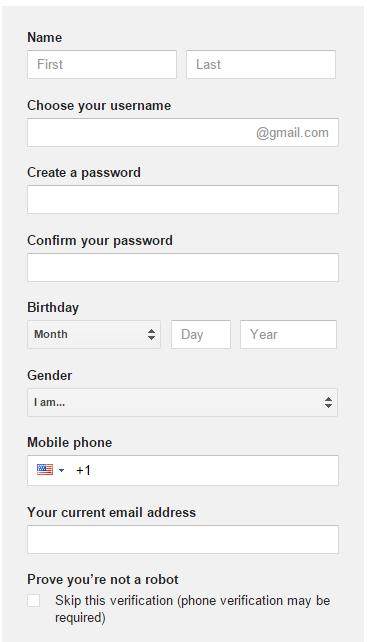 Name
First Last
Choose your username
@gmail.com
Create a password
Confirm your password
Birthday
Month Day Year
Gender
I am...
Mobile phone
+1
Your current email address
Prove you’re not a robot
Skip this verification (phone verification may be
required)